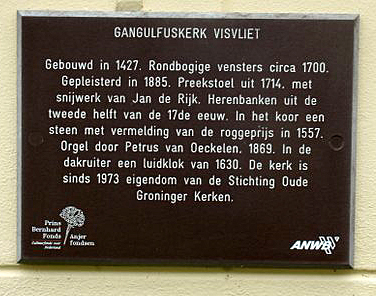 GANGULFUSKERK VISVLIET
Gebouwd in 1427. Rondbogige vensters circa 1700.
Gepleisterd in 1885. Preekstoel uit 1714, met
snijwerk van Jan de Rijk. Herenbanken uit de
tweede helft van de 17de eeuw. In het koor een
steen met vermelding van de roggeprijs in 1557.
Orgel door Petrus van Oeckelen, 1869. In de
dakruiter een luidklok van 1630. De kerk is
sinds 1973 eigendom van de Stichting Oude
Groninger Kerken.
Prins
Bernhard
Fonds
Anjer
fondsen
Cultuurfonds voor
Nederland
ANWB